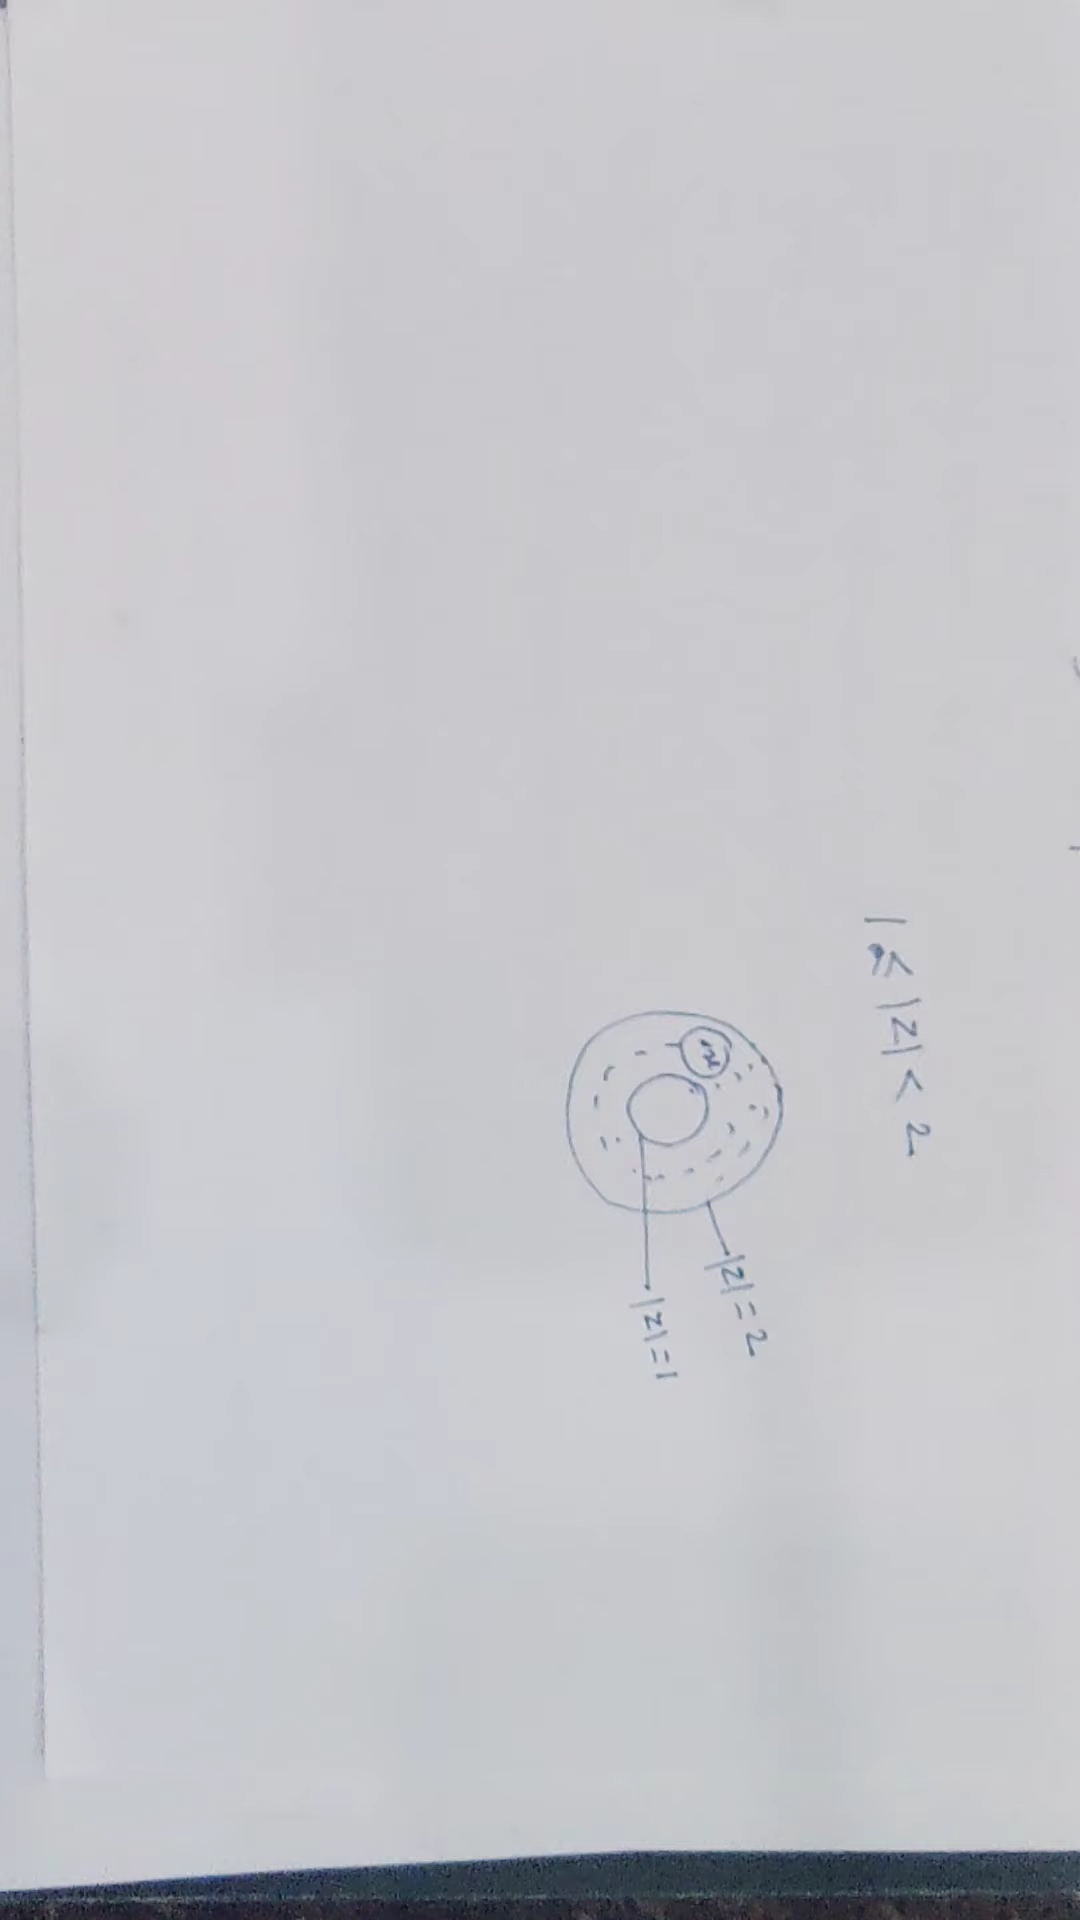 1 ≤ |z| < 2
|z| = 2
|z| = 1